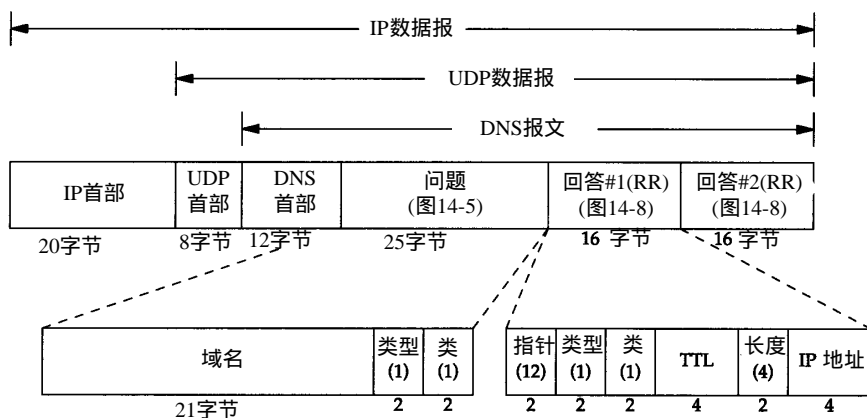 IP数据报
UDP数据报
DNS报文
IP首部
UDP
首部
DNS
首部
问题
(图14-5)
回答#1(RR)
(图14-8)
回答#2(RR)
(图14-8)
20字节
8字节
12字节
25字节
16 字节
16 字节
域名
类型
(1)
类
(1)
指针
(12)
类型
(1)
类
(1)
TTL
长度
(4)
IP 地址
21字节
2
2
2
2
2
4
2
4